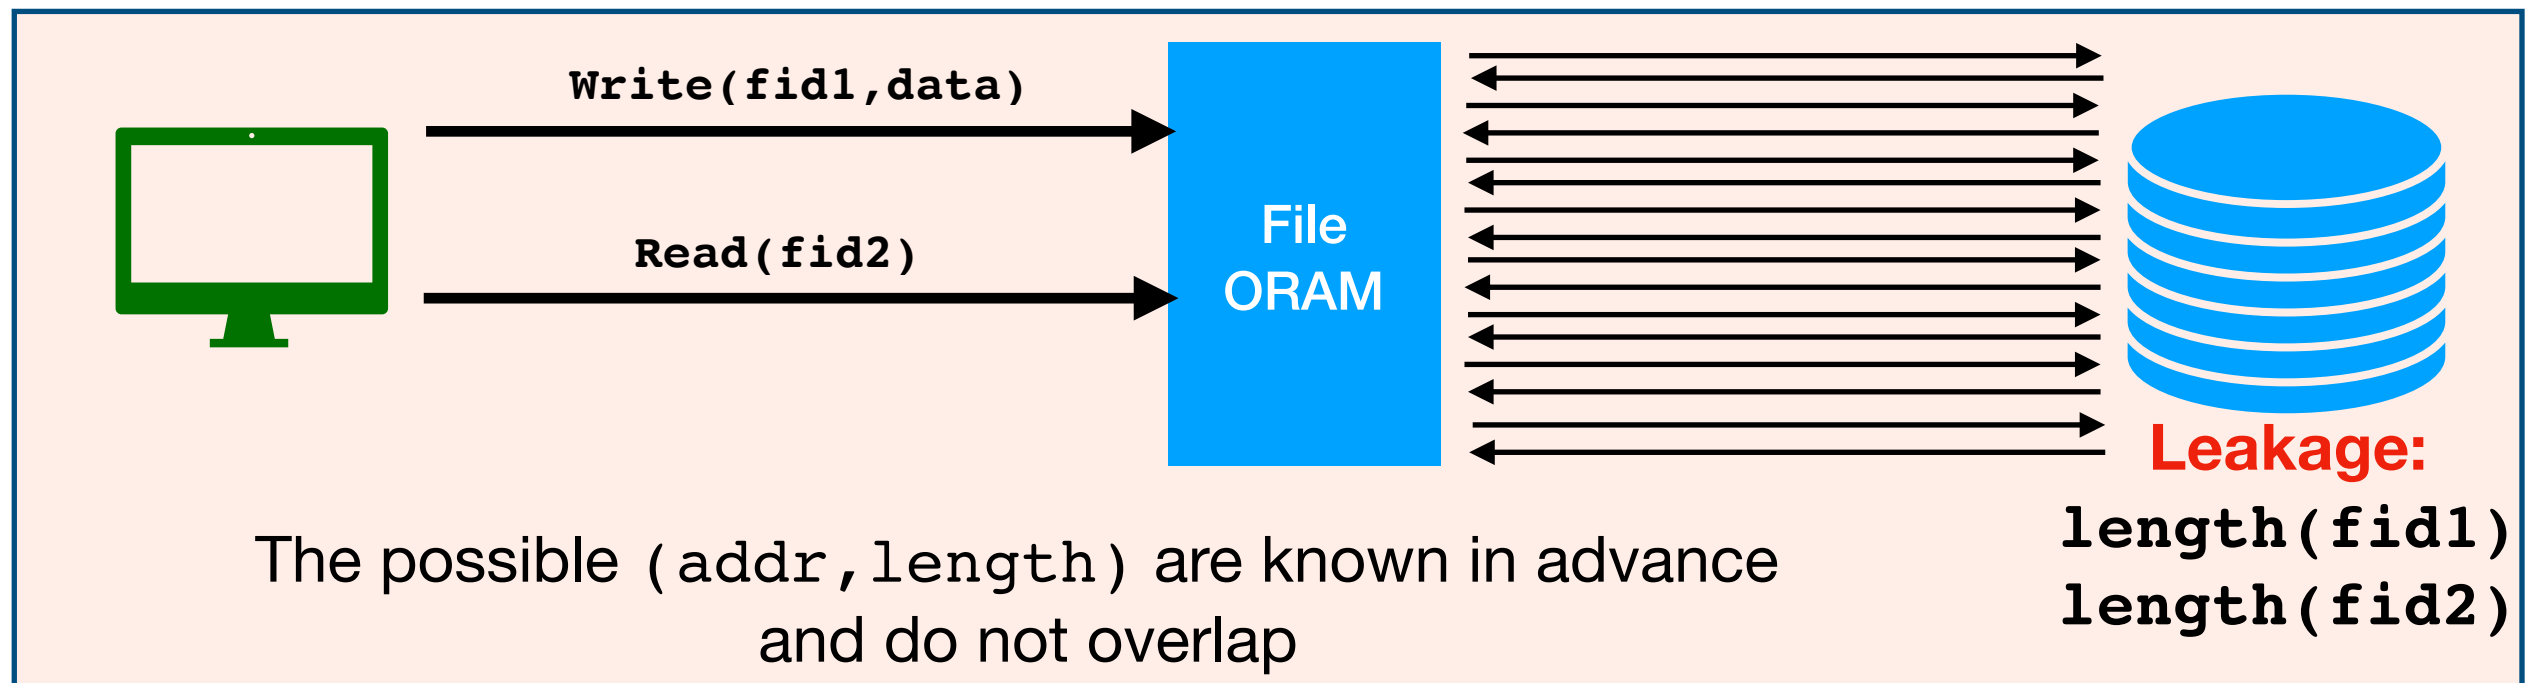 Write(fid1,data)
Read(fid2)
File
ORAM
Leakage:
length(fid1)
length(fid2)
The possible (addr,length) are known in advance
and do not overlap